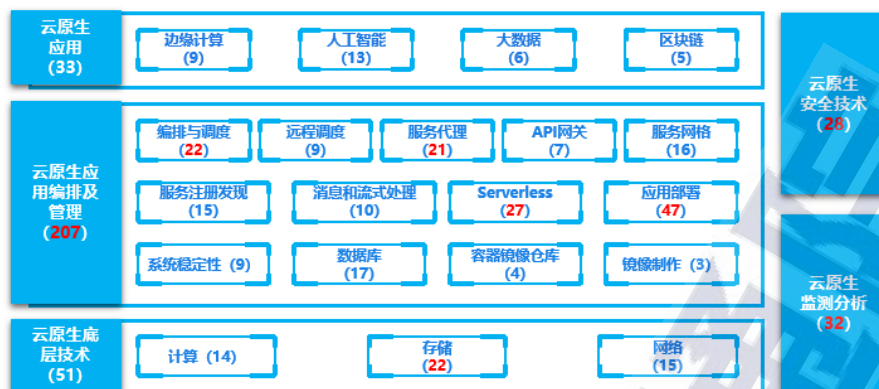 云原生
应用
(33)
边缘计算
(9)
人工智能
(13)
大数据
(6)
区块链
(5)
云原生应
用编排及
管理
(207)
编排与调度
(22)
远程调度
(9)
服务代理
(21)
API网关
(7)
服务网格
(16)
服务注册发现
(15)
消息和流式处理
(10)
Serverless
(27)
应用部署
(47)
系统稳定性 (9)
数据库
(17)
容器镜像仓库
(4)
镜像制作 (3)
云原生底
层技术
(51)
计算 (14)
存储
(22)
网络
(15)
云原生
安全技术
(28)
云原生
监测分析
(32)